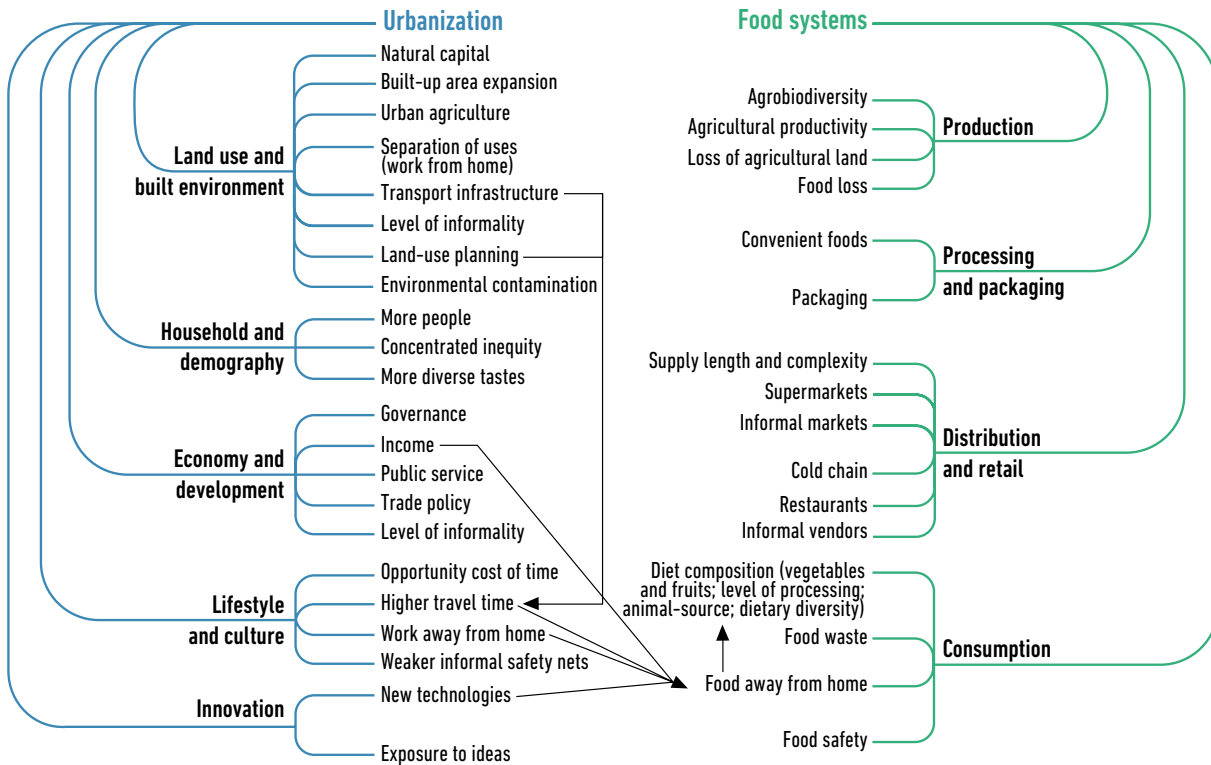 Urbanization
Natural capital
Built-up area expansion
Urban agriculture
Separation of uses
(work from home)
Transport infrastructure
Level of informality
Land-use planning
Environmental contamination
Land use and
built environment
More people
Concentrated inequity
More diverse tastes
Household and
demography
Governance
Income
Public service
Trade policy
Level of informality
Economy and
development
Opportunity cost of time
Higher travel time
Work away from home
Weaker informal safety nets
Lifestyle
and culture
New technologies
Exposure to ideas
Innovation
Food systems
Agrobiodiversity
Agricultural productivity
Loss of agricultural land
Food loss
Production
Convenient foods
Packaging
Processing
and packaging
Supply length and complexity
Supermarkets
Informal markets
Cold chain
Restaurants
Informal vendors
Distribution
and retail
Diet composition (vegetables
and fruits; level of processing;
animal-source; dietary diversity)
Food waste
Food away from home
Food safety
Consumption